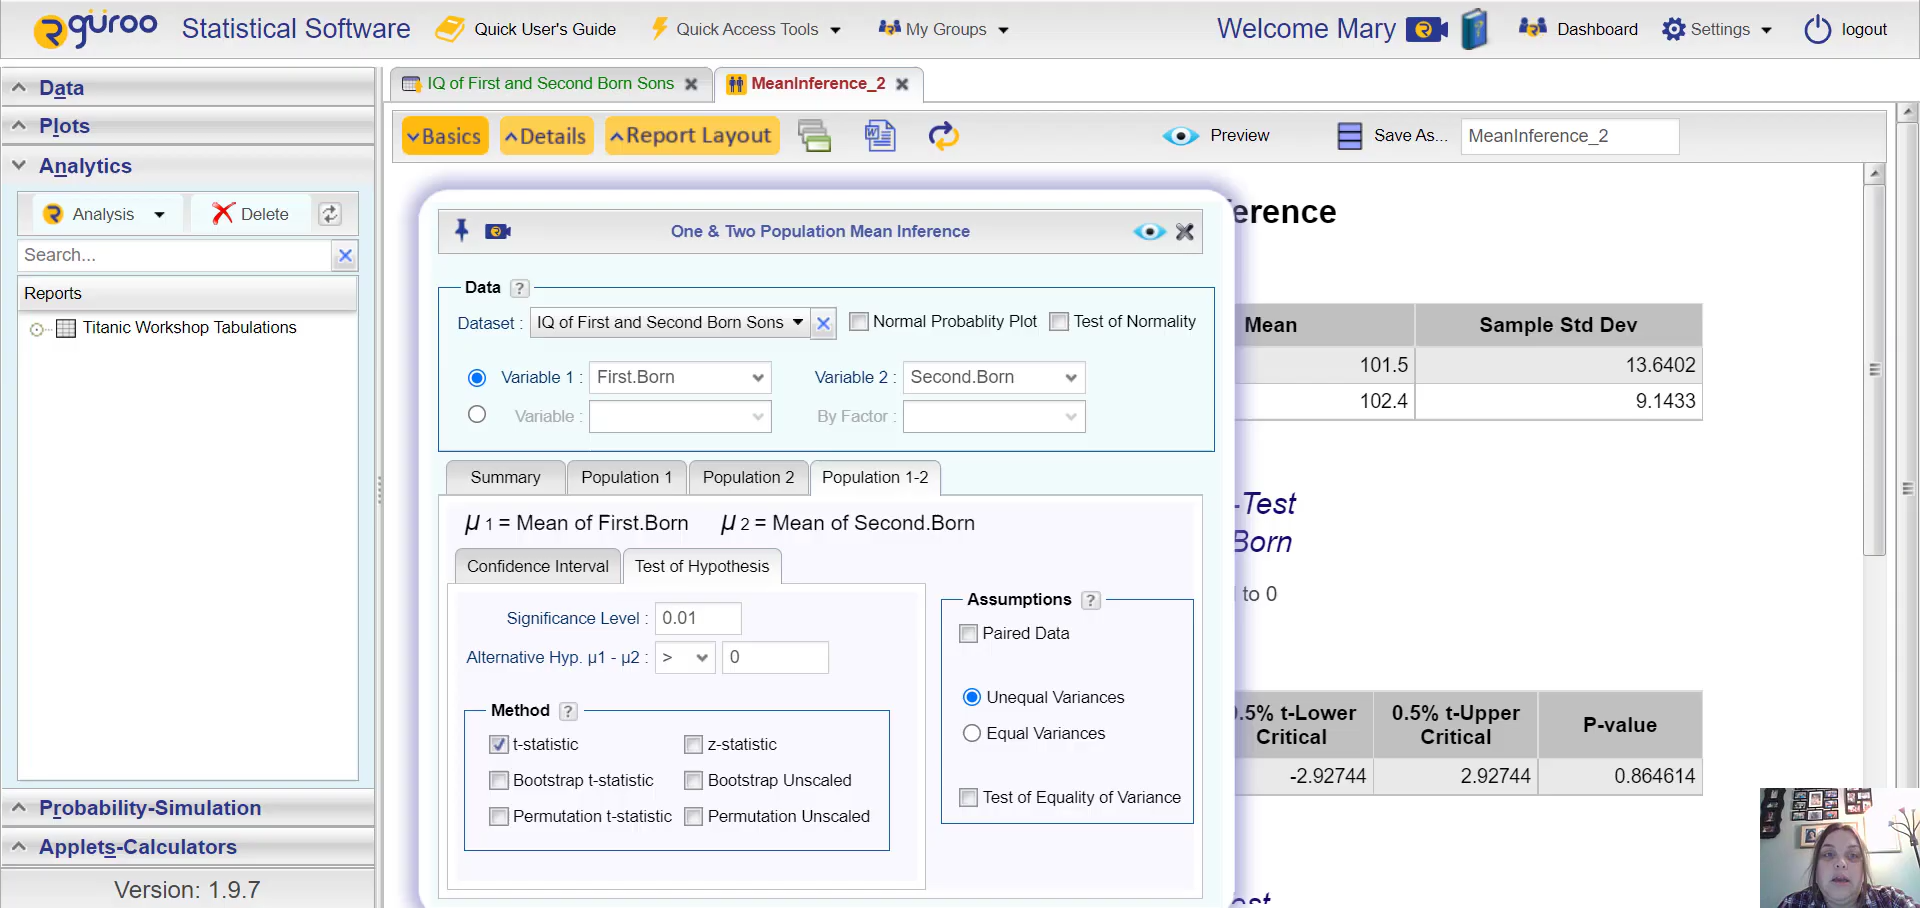 rgüroo Statistical Software Quick User's Guide Quick Access Tools My Groups Welcome Mary Dashboard Settings logout
Data
Plots
Analytics
Analysis Delete
Search...
Reports
Titanic Workshop Tabulations
Probability-Simulation
Applets-Calculators
Version: 1.9.7
IQ of First and Second Born Sons MeanInference_2
Basics Details Report Layout Preview Save As... MeanInference_2
erence
One & Two Population Mean Inference
Data ?
Dataset : IQ of First and Second Born Sons Normal Probablity Plot Test of Normality
Variable 1 : First.Born Variable 2 : Second.Born
Variable : By Factor :
Summary Population 1 Population 2 Population 1-2
μ 1 = Mean of First.Born μ 2 = Mean of Second.Born
Confidence Interval Test of Hypothesis
Significance Level : 0.01
Alternative Hyp. μ1 - μ2 : > 0
Method ?
t-statistic z-statistic
Bootstrap t-statistic Bootstrap Unscaled
Permutation t-statistic Permutation Unscaled
Assumptions ?
Paired Data
Unequal Variances
Equal Variances
Test of Equality of Variance
Mean Sample Std Dev
101.5 13.6402
102.4 9.1433
-Test
Born
to 0
.5% t-Lower Critical 0.5% t-Upper Critical P-value
-2.92744 2.92744 0.864614